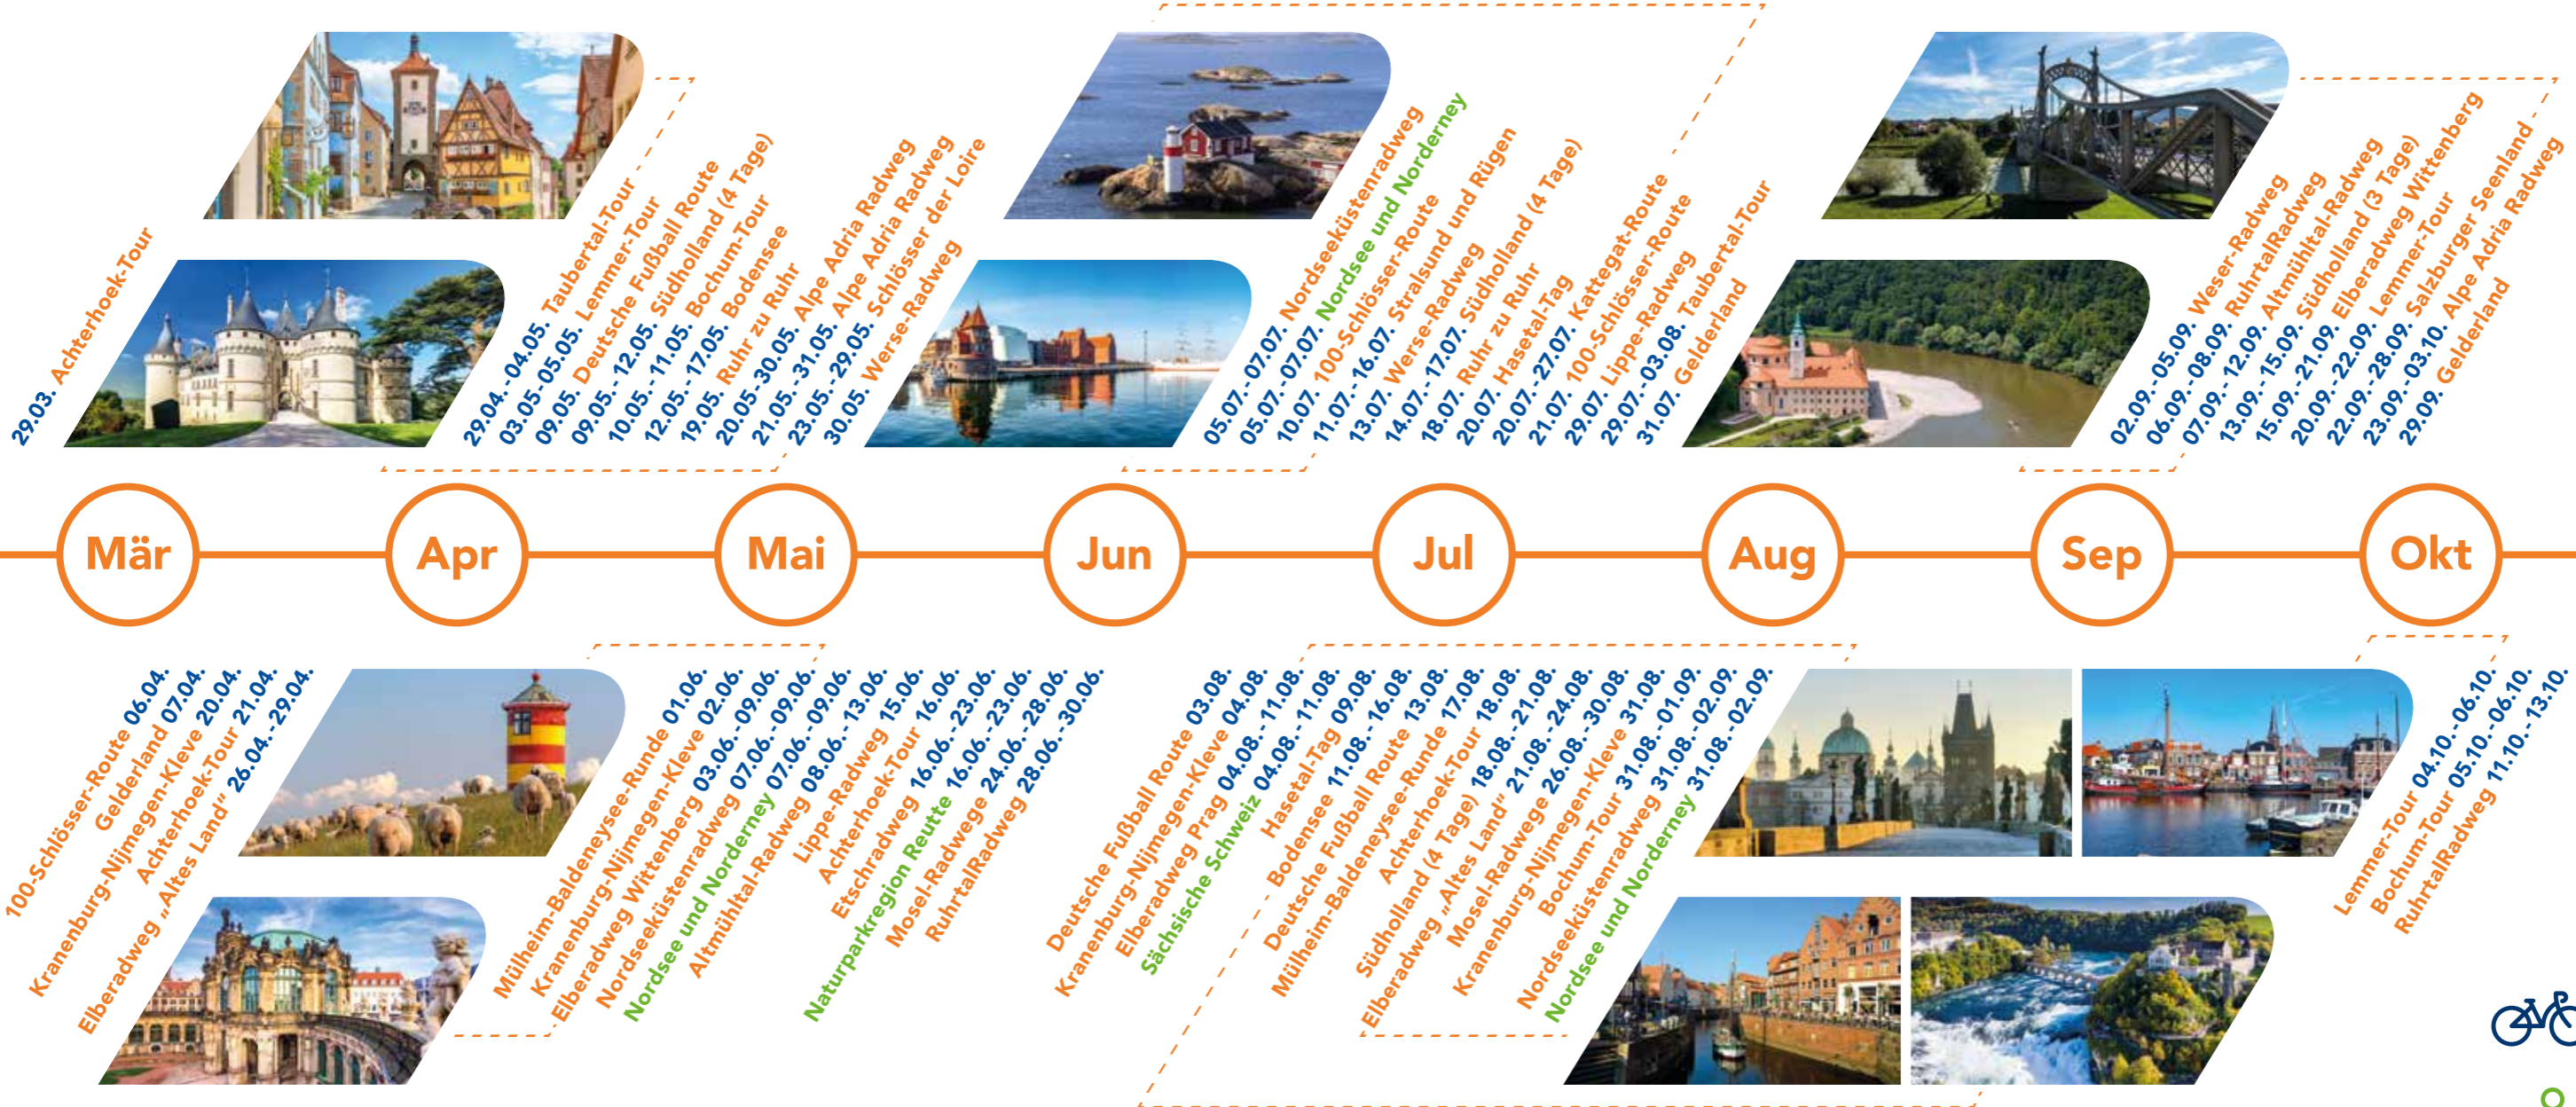 29.03. Achterhoek-Tour
29.04.-04.05. Taubertal-Tour
03.05-05.05. Lemmer-Tour
09.05. Deutsche Fußball Route
09.05.-12.05. Südholland (4 Tage)
10.05.-11.05. Bochum-Tour
12.05.-17.05. Bodensee
19.05. Ruhr zu Ruhr
20.05-30.05. Alpe Adria Radweg
21.05.-31.05. Alpe Adria Radweg
23.05.-29.05. Schlösser der Loire
30.05. Werse-Radweg
05.07.-07.07. Nordseeküstenradweg
05.07.-07.07. Nordsee und Norderney
10.07. 100-Schlösser-Route
11.07.-16.07. Stralsund und Rügen
13.07. Werse-Radweg
14.07.-17.07. Südholland (4 Tage)
18.07. Ruhr zu Ruhr
20.07. Hasetal-Tag
20.07.-27.07. Kattegat-Route
21.07. 100-Schlösser-Route
29.07. Lippe-Radweg
29.07.-03.08. Taubertal-Tour
31.07. Gelderland
02.09.-05.09. Weser-Radweg
06.09.-08.09. RuhrtalRadweg
07.09.-12.09. Altmühltal-Radweg
13.09.-15.09. Südholland (3 Tage)
15.09.-21.09. Elberadweg Wittenberg
20.09.-22.09. Lemmer-Tour
22.09.-28.09. Salzburger Seenland
23.09.-03.10. Alpe Adria Radweg
29.09. Gelderland
Mär
Apr
Mai
Jun
Jul
Aug
Sep
Okt
100-Schlösser-Route 06.04.
Gelderland 07.04.
Kranenburg-Nijmegen-Kleve 20.04.
Achterhoek-Tour 21.04.
Elberadweg „Altes Land" 26.04.-29.04.
Mülheim-Baldeneysee-Runde 01.06.
Kranenburg-Nijmegen-Kleve 02.06.
Elberadweg Wittenberg 03.06.-09.06.
Nordseeküstenradweg 07.06.-09.06.
Nordsee und Norderney 07.06.-09.06.
Altmühltal-Radweg 08.06.-13.06.
Lippe-Radweg 15.06.
Achterhoek-Tour 16.06.
Etschradweg 16.06.-23.06.
Naturparkregion Reutte 16.06.-23.06.
Mosel-Radwege 24.06.-28.06.
RuhrtalRadweg 28.06.-30.06.
Deutsche Fußball Route 03.08.
Kranenburg-Nijmegen-Kleve 04.08.
Elberadweg Prag 04.08.-11.08.
Sächsische Schweiz 04.08.-11.08.
Hasetal-Tag 09.08.
Bodensee 11.08.-16.08.
Deutsche Fußball Route 13.08.
Mülheim-Baldeneysee-Runde 17.08.
Achterhoek-Tour 18.08.
Südholland (4 Tage) 18.08.-21.08.
Elberadweg „Altes Land" 21.08.-24.08.
Mosel-Radwege 26.08.-30.08.
Kranenburg-Nijmegen-Kleve 31.08.
Bochum-Tour 31.08.-01.09.
Nordseeküstenradweg 31.08.-02.09.
Nordsee und Norderney 31.08.-02.09.
Lemmer-Tour 04.10.-06.10.
Bochum-Tour 05.10.-06.10.
RuhrtalRadweg 11.10.-13.10.